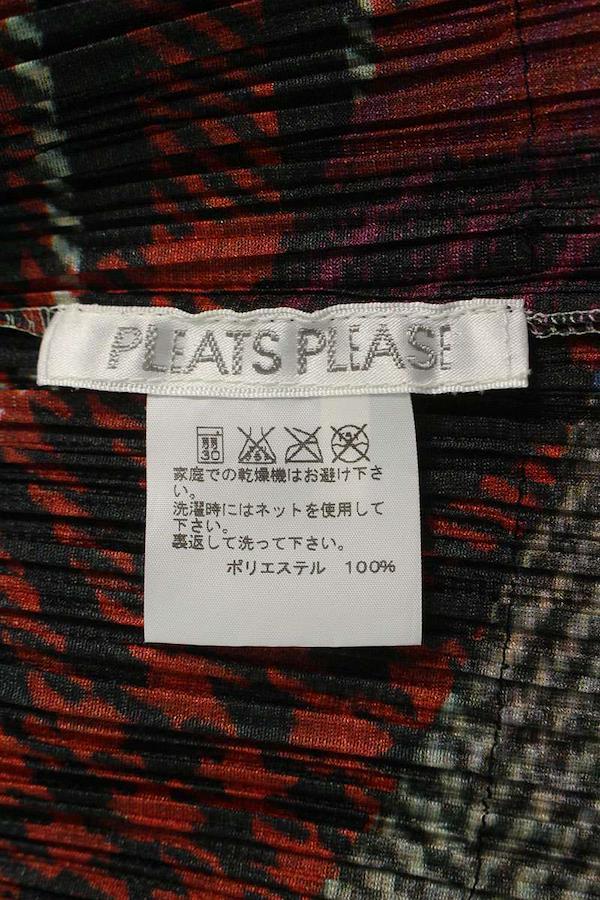 PLEATS PLEASE
30
家庭での乾燥機はお避け下さ
い。
洗濯時にはネットを使用して
下さい。
裏返して洗って下さい。
ポリエステル 100%